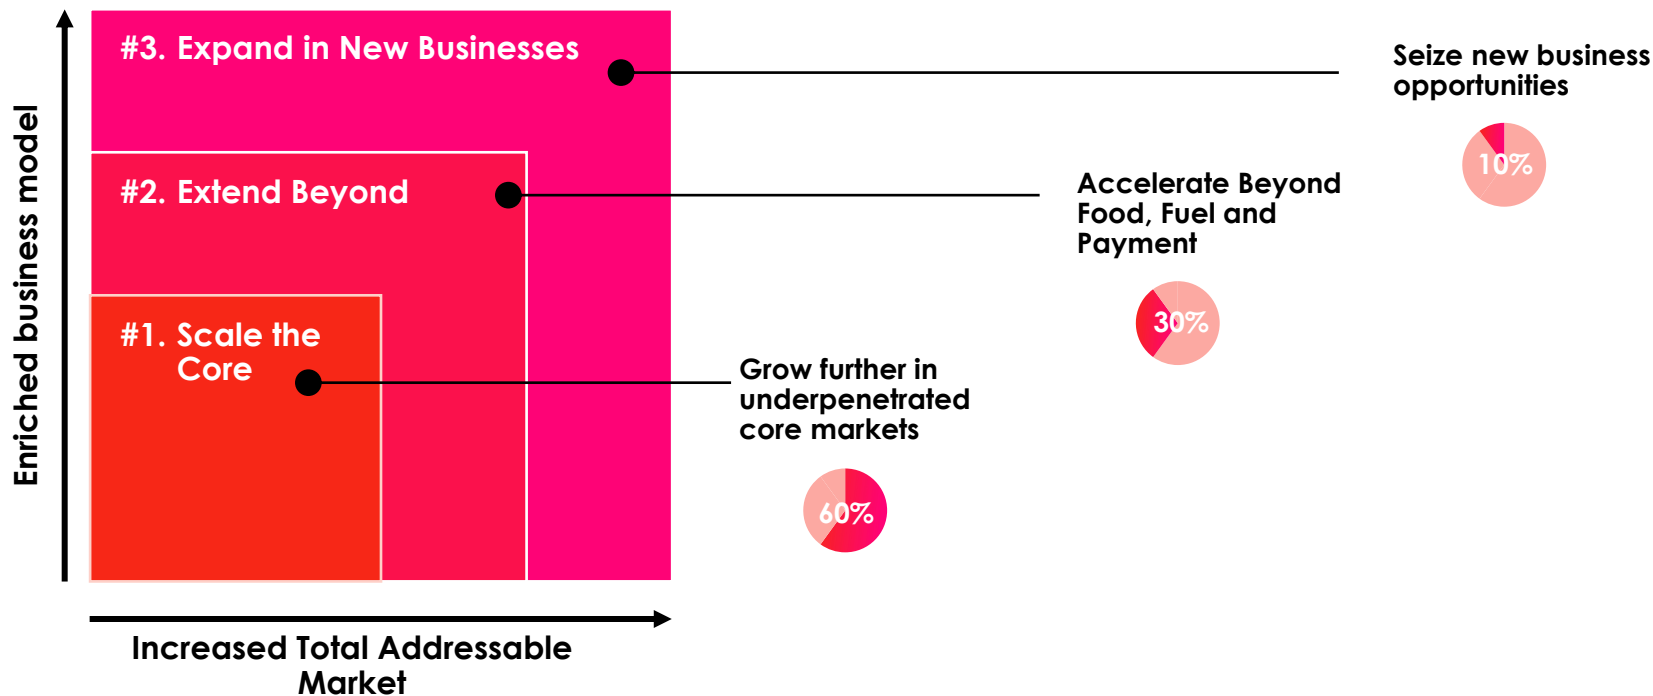 Enriched business model
#3. Expand in New Businesses
#2. Extend Beyond
#1. Scale the
Core
Increased Total Addressable
Market
Seize new business
opportunities
10%
Accelerate Beyond
Food, Fuel and
Payment
30%
Grow further in
underpenetrated
core markets
60%